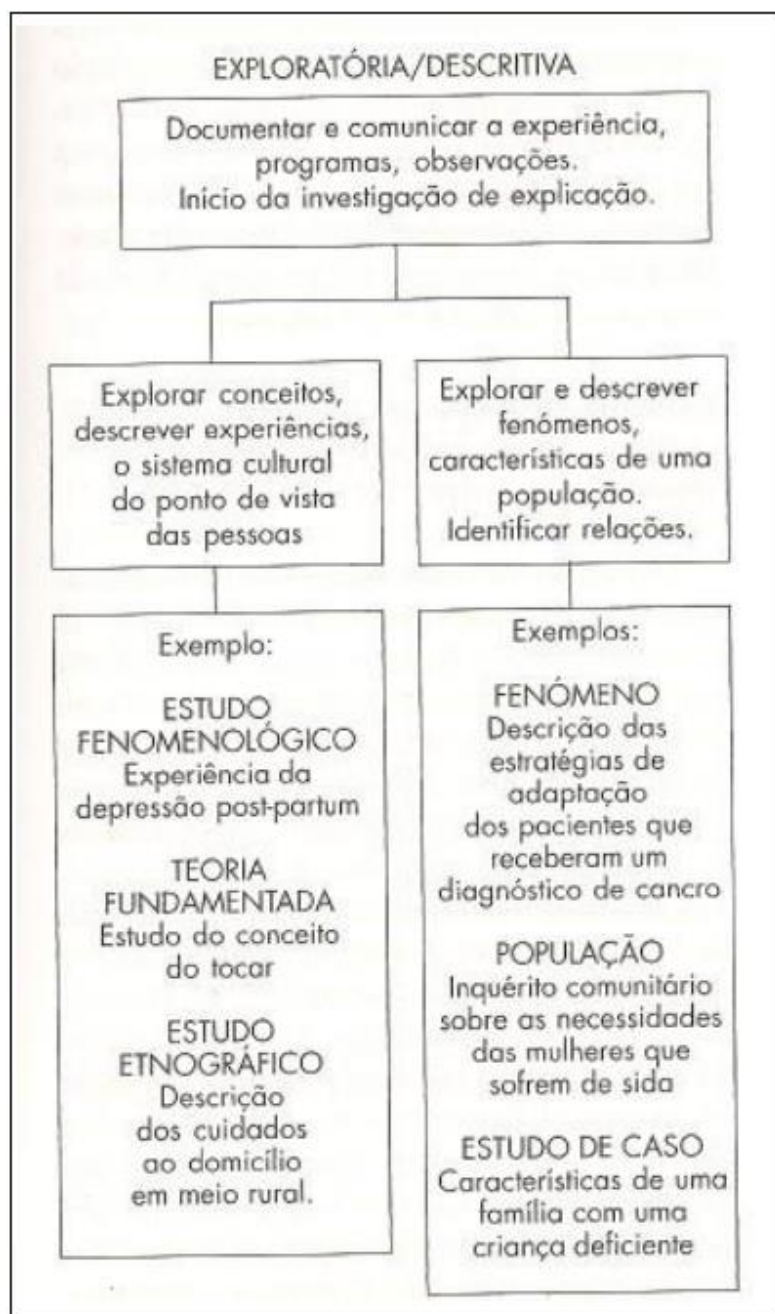 EXPLORATÓRIA/DESCRITIVA
Documentar e comunicar a experiência,
programas, observações.
Início da investigação de explicação.
Explorar conceitos,
descrever experiências,
o sistema cultural
do ponto de vista
das pessoas
Explorar e descrever
fenómenos,
características de uma
população.
Identificar relações.
Exemplo:
ESTUDO
FENOMENOLÓGICO
Experiência da
depressão post-partum
TEORIA
FUNDAMENTADA
Estudo do conceito
do tocar
ESTUDO
ETNOGRÁFICO
Descrição
dos cuidados
ao domicílio
em meio rural.
Exemplos:
FENÓMENO
Descrição das
estratégias de
adaptação
dos pacientes que
receberam um
diagnóstico de cancro
POPULAÇÃO
Inquérito comunitário
sobre as necessidades
das mulheres que
sofrem de sida
ESTUDO DE CASO
Características de uma
família com uma
criança deficiente